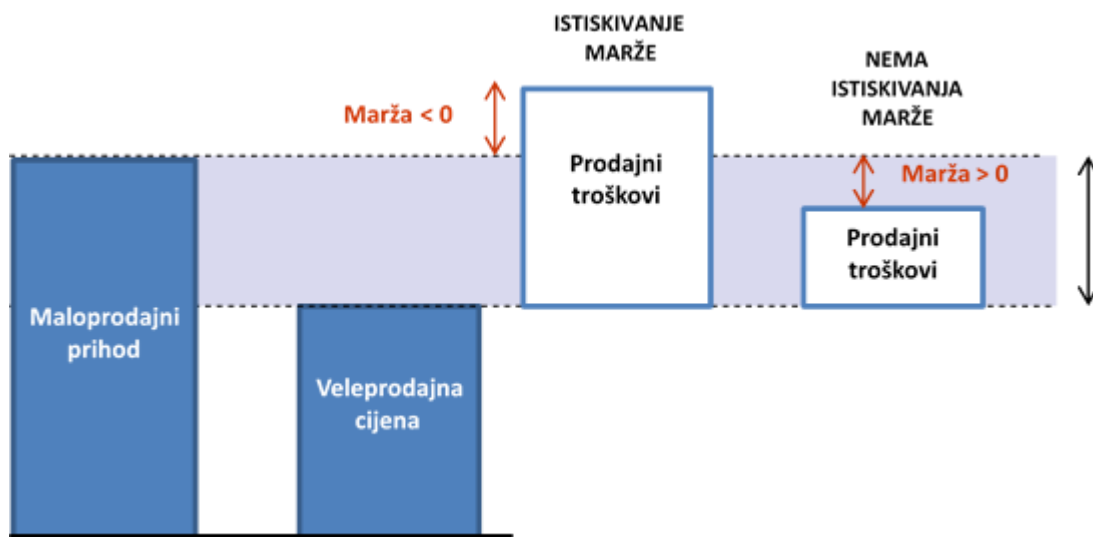 ISTISKIVANJE
MARŽE
NEMA
ISTISKIVANJA
MARŽE
Marža < 0
Prodajni
troškovi
Marža > 0
Prodajni
troškovi
Maloprodajni
prihod
Veleprodajna
cijena